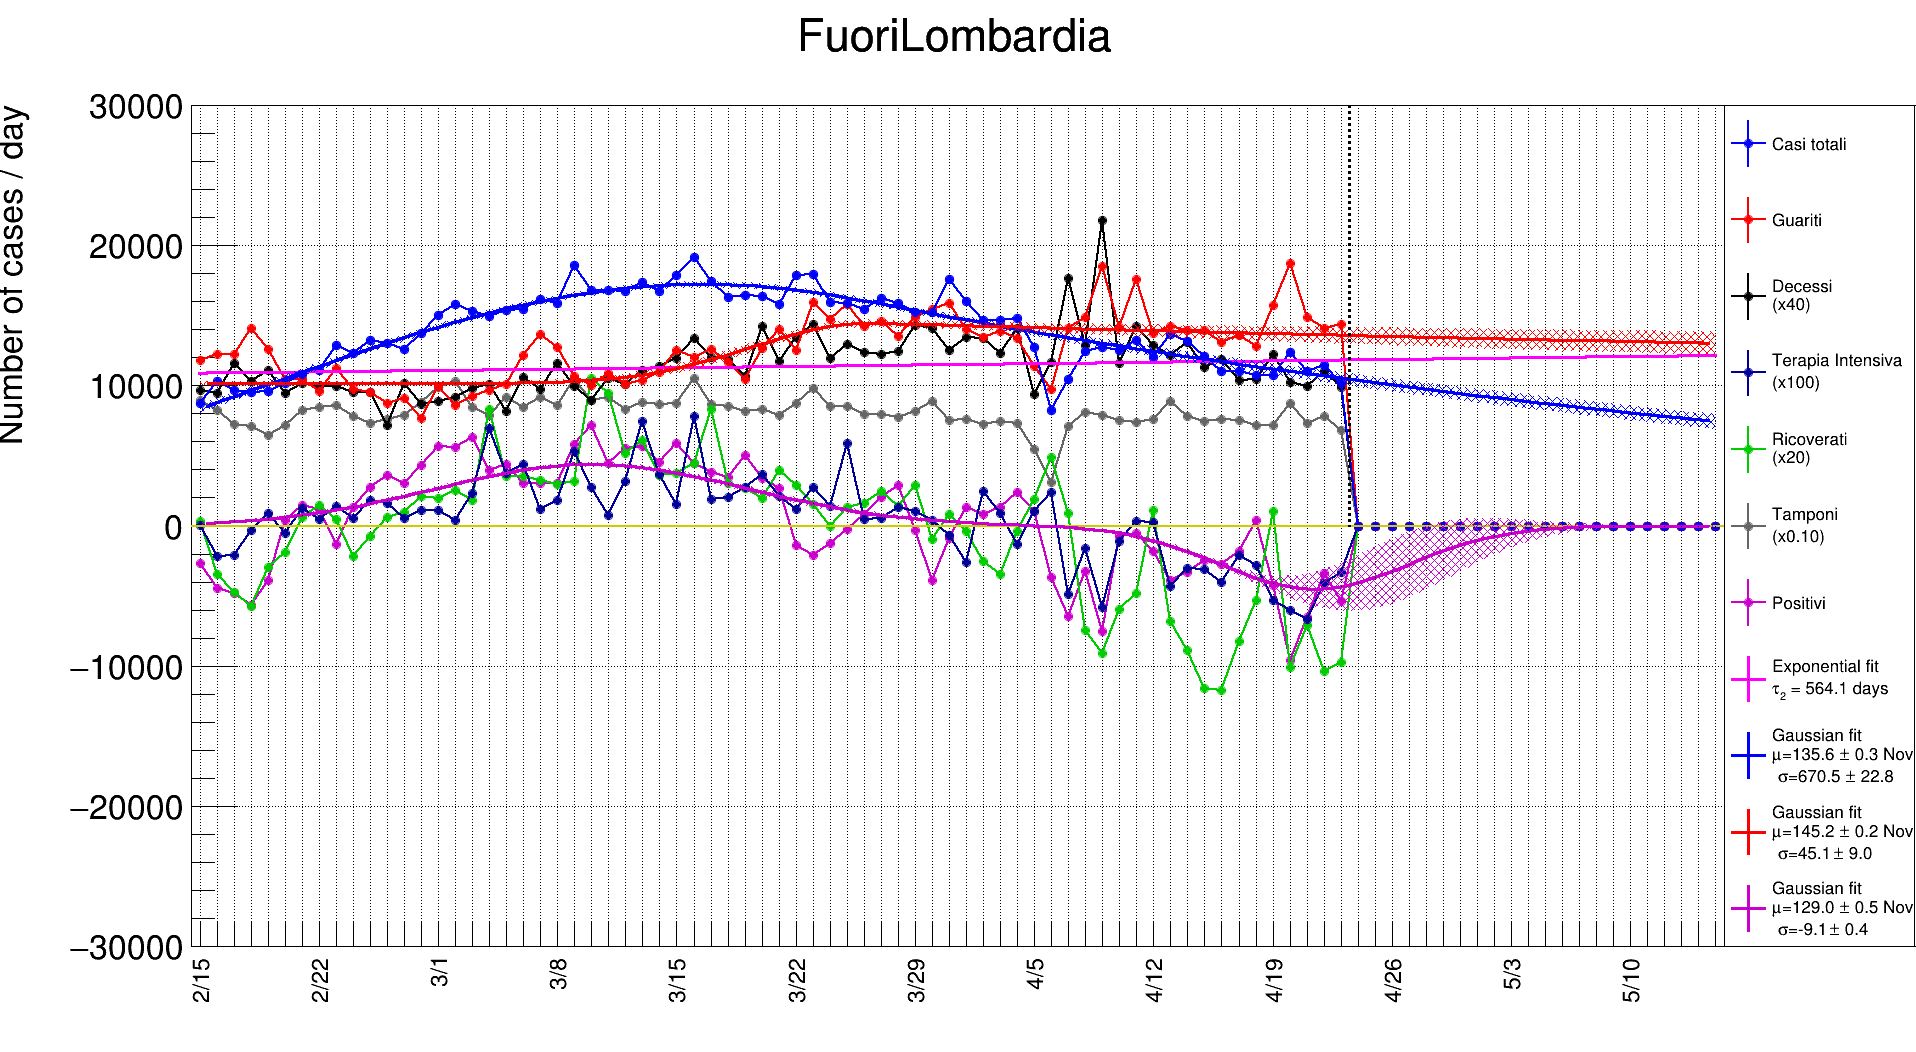 FuoriLombardia
Number of cases / day
30000
20000
10000
0
−10000
−20000
−30000
2/15
2/22
3/1
3/8
3/15
3/22
3/29
4/5
4/12
4/19
4/26
5/3
5/10
Casi totali
Guariti
Decessi
(x40)
Terapia Intensiva
(x100)
Ricoverati
(x20)
Tamponi
(x0.10)
Positivi
Exponential fit
τ2 = 564.1 days
Gaussian fit
μ=135.6 ± 0.3 Nov
σ=670.5 ± 22.8
Gaussian fit
μ=145.2 ± 0.2 Nov
σ=45.1 ± 9.0
Gaussian fit
μ=129.0 ± 0.5 Nov
σ=-9.1 ± 0.4